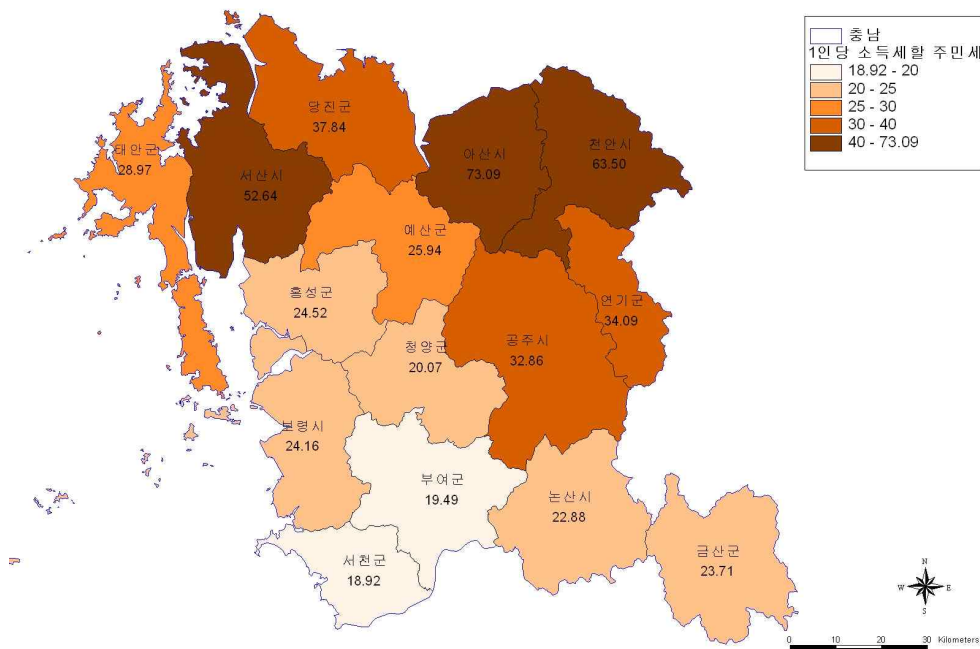 충남
1인당 소득세할 주민세
18.92 - 20
20 - 25
25 - 30
30 - 40
40 - 73.09
당진군
37.84
태안군
28.97
서산시
52.64
아산시
73.09
천안시
63.50
예산군
25.94
홍성군
24.52
연기군
34.09
청양군
20.07
공주시
32.86
보령시
24.16
부여군
19.49
논산시
22.88
서천군
18.92
금산군
23.71
N
W E
S
0 10 20 30 Kilometers